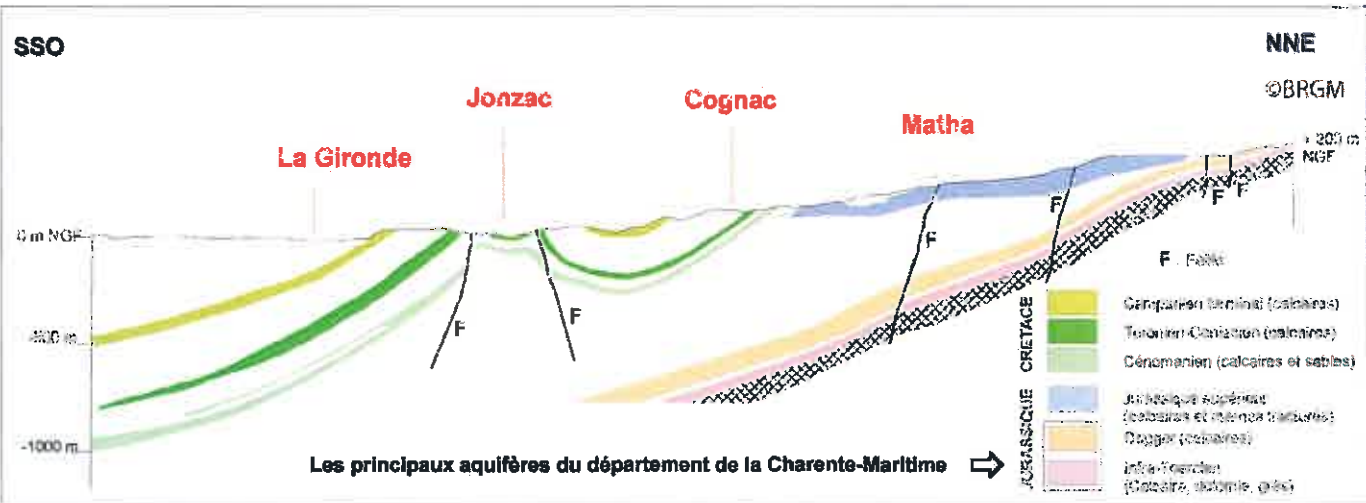 SSO
NNE
©BRGM
Jonzac
Cognac
Matha
La Gironde
+ 200 m
NGF
0 m NGF
F
F
F
F
F
F
F Faille
-500 m
-1000 m
CRETACE
Campanien terminal (calcaires)
Turonien-Coniacien (calcaires)
Cénomanien (calcaires et sables)
JURASSIQUE
Jurassique supérieur
(calcaires et marnes fracturés)
Dogger (calcaires)
Infra-Toarcien
(Calcaire, dolomie, grès)
Les principaux aquifères du département de la Charente-Maritime